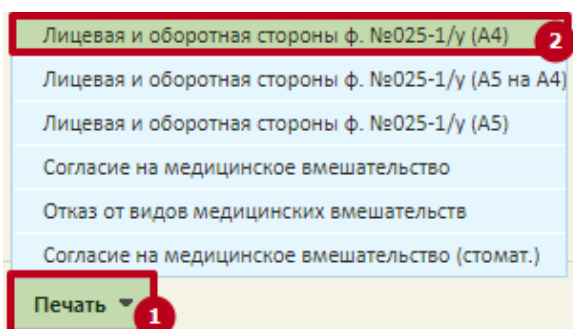 Лицевая и оборотная стороны ф. №025-1/у (А4)
2
Лицевая и оборотная стороны ф. №025-1/у (А5 на А4)
Лицевая и оборотная стороны ф. №025-1/у (А5)
Согласие на медицинское вмешательство
Отказ от видов медицинских вмешательств
Согласие на медицинское вмешательство (стомат.)
Печать
1